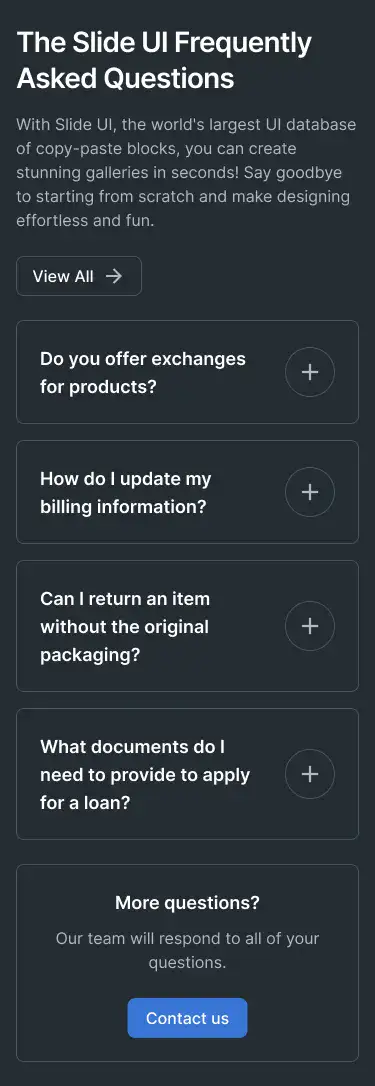 The Slide UI Frequently
Asked Questions
With Slide UI, the world's largest UI database
of copy-paste blocks, you can create
stunning galleries in seconds! Say goodbye
to starting from scratch and make designing
effortless and fun.
View All
Do you offer exchanges
for products?
How do I update my
billing information?
Can I return an item
without the original
packaging?
What documents do I
need to provide to apply
for a loan?
More questions?
Our team will respond to all of your
questions.
Contact us